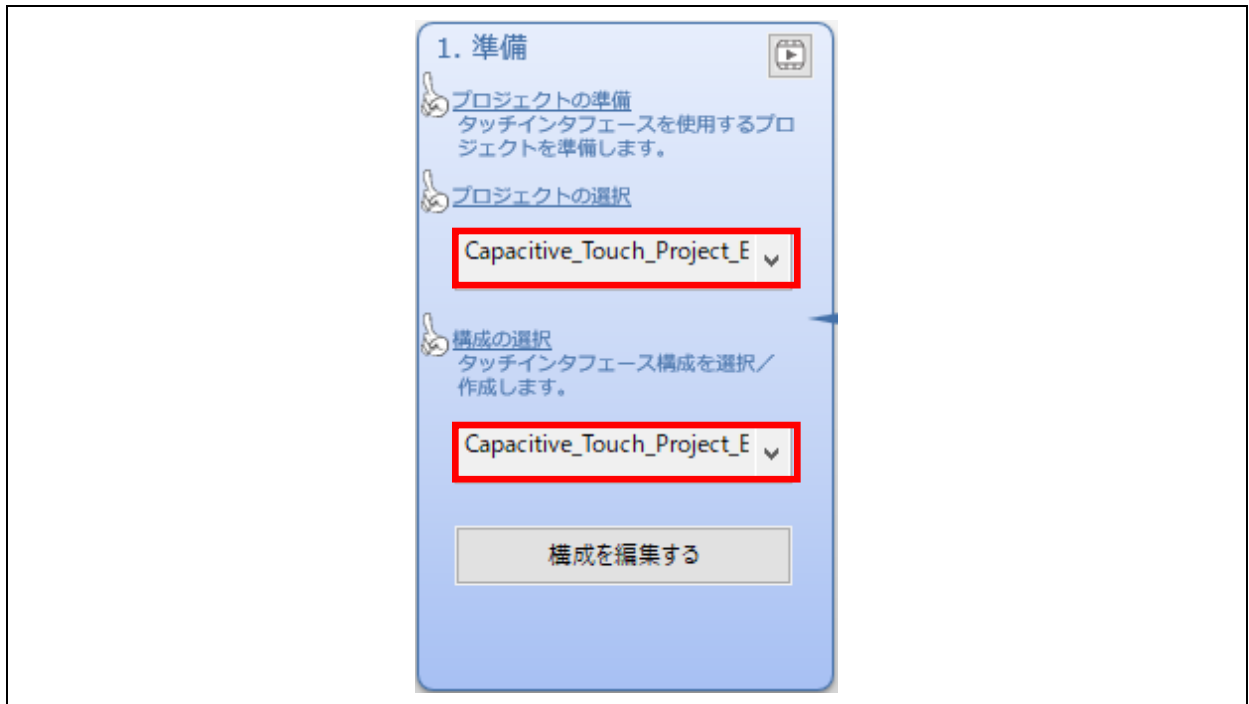 1. 準備
プロジェクトの準備
タッチインタフェースを使用するプロ
ジェクトを準備します。
プロジェクトの選択
Capacitive_Touch_Project_E
構成の選択
タッチインタフェース構成を選択／
作成します。
Capacitive_Touch_Project_E
構成を編集する